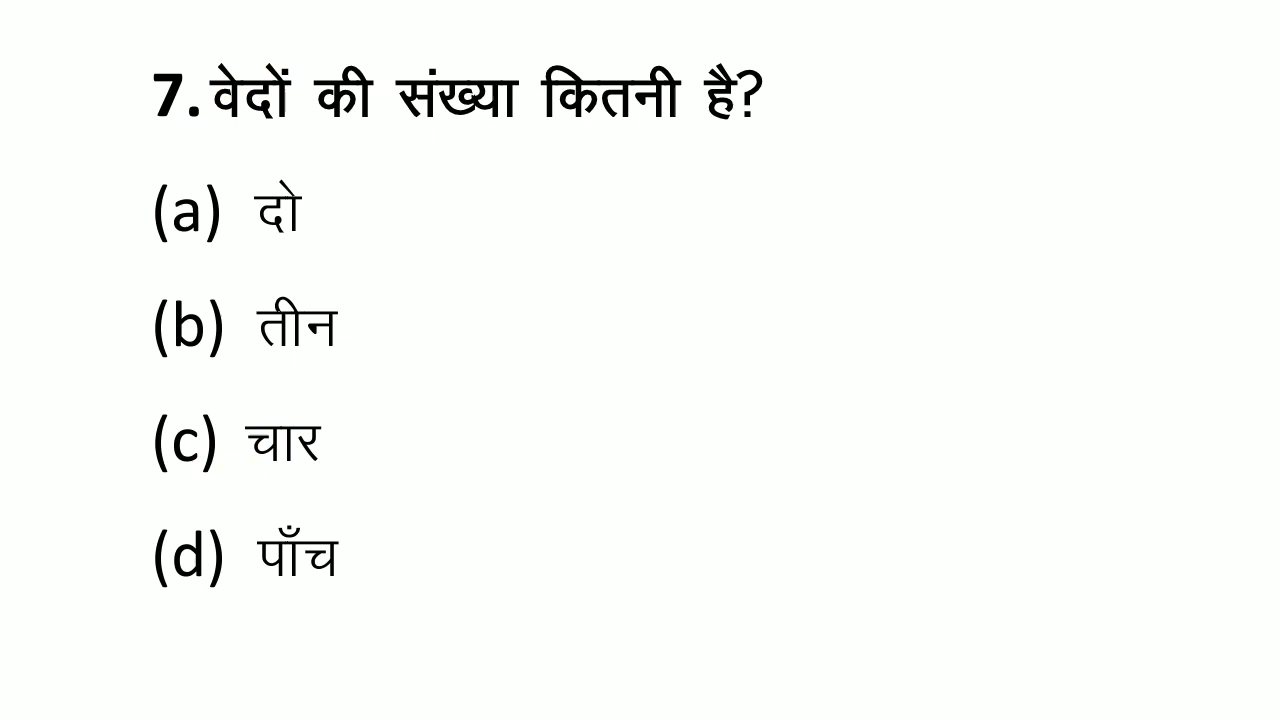 7. वेदों की संख्या कितनी है?
(a) दो
(b) तीन
(c) चार
(d) पाँच